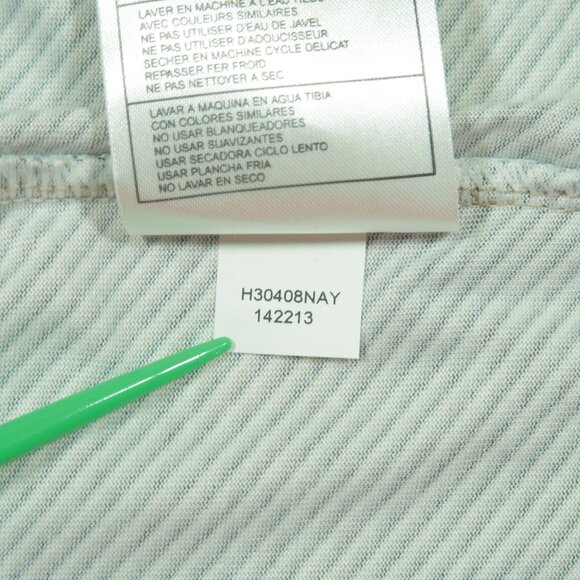 LAVER EN MACHINE A L'EAU TIEDE
AVEC COULEURS SIMILAIRES
NE PAS UTILISER D'EAU DE JAVEL
NE PAS UTILISER D'ADOUCISSEUR
SECHER EN MACHINE CYCLE DELICAT
REPASSER FER FROID
NE PAS NETTOYER A SEC
LAVAR A MAQUINA EN AGUA TIBIA
CON COLORES SIMILARES
NO USAR BLANQUEADORES
NO USAR SUAVIZANTES
USAR SECADORA CICLO LENTO
USAR PLANCHA FRIA
NO LAVAR EN SECO
H30408NAY
142213